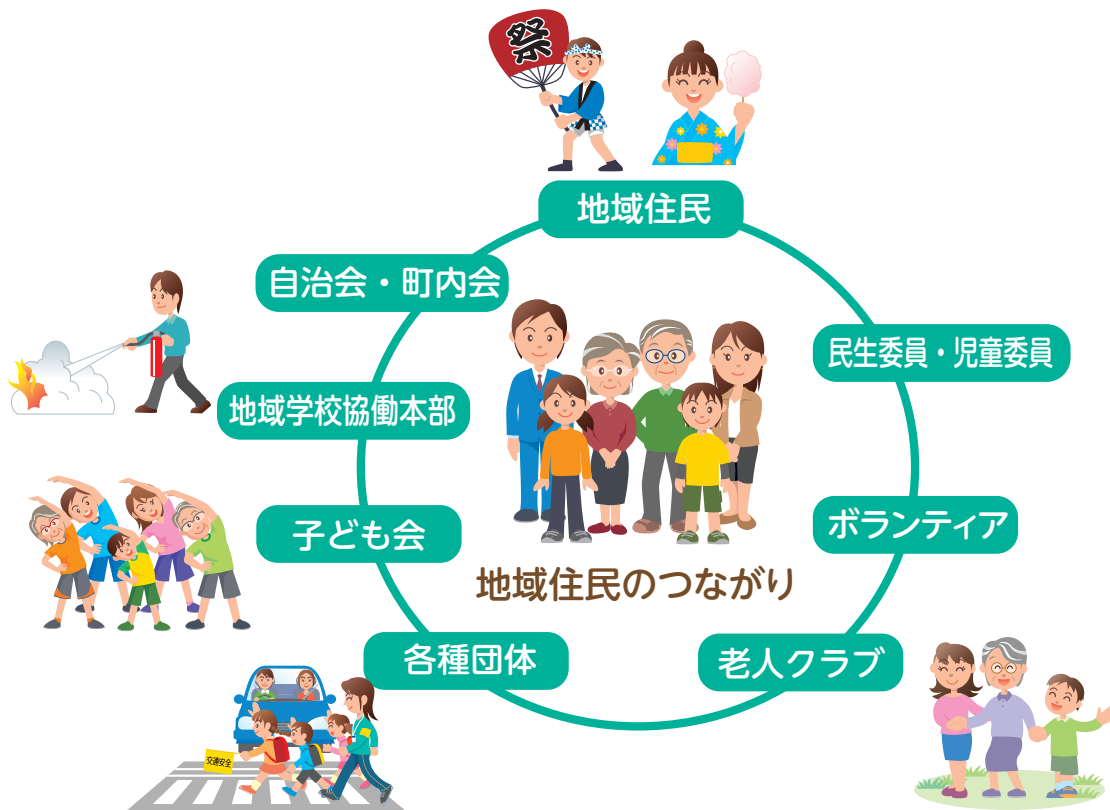 祭
地域住民
自治会・町内会
民生委員・児童委員
地域学校協働本部
ボランティア
子ども会
地域住民のつながり
各種団体
老人クラブ
交通安全